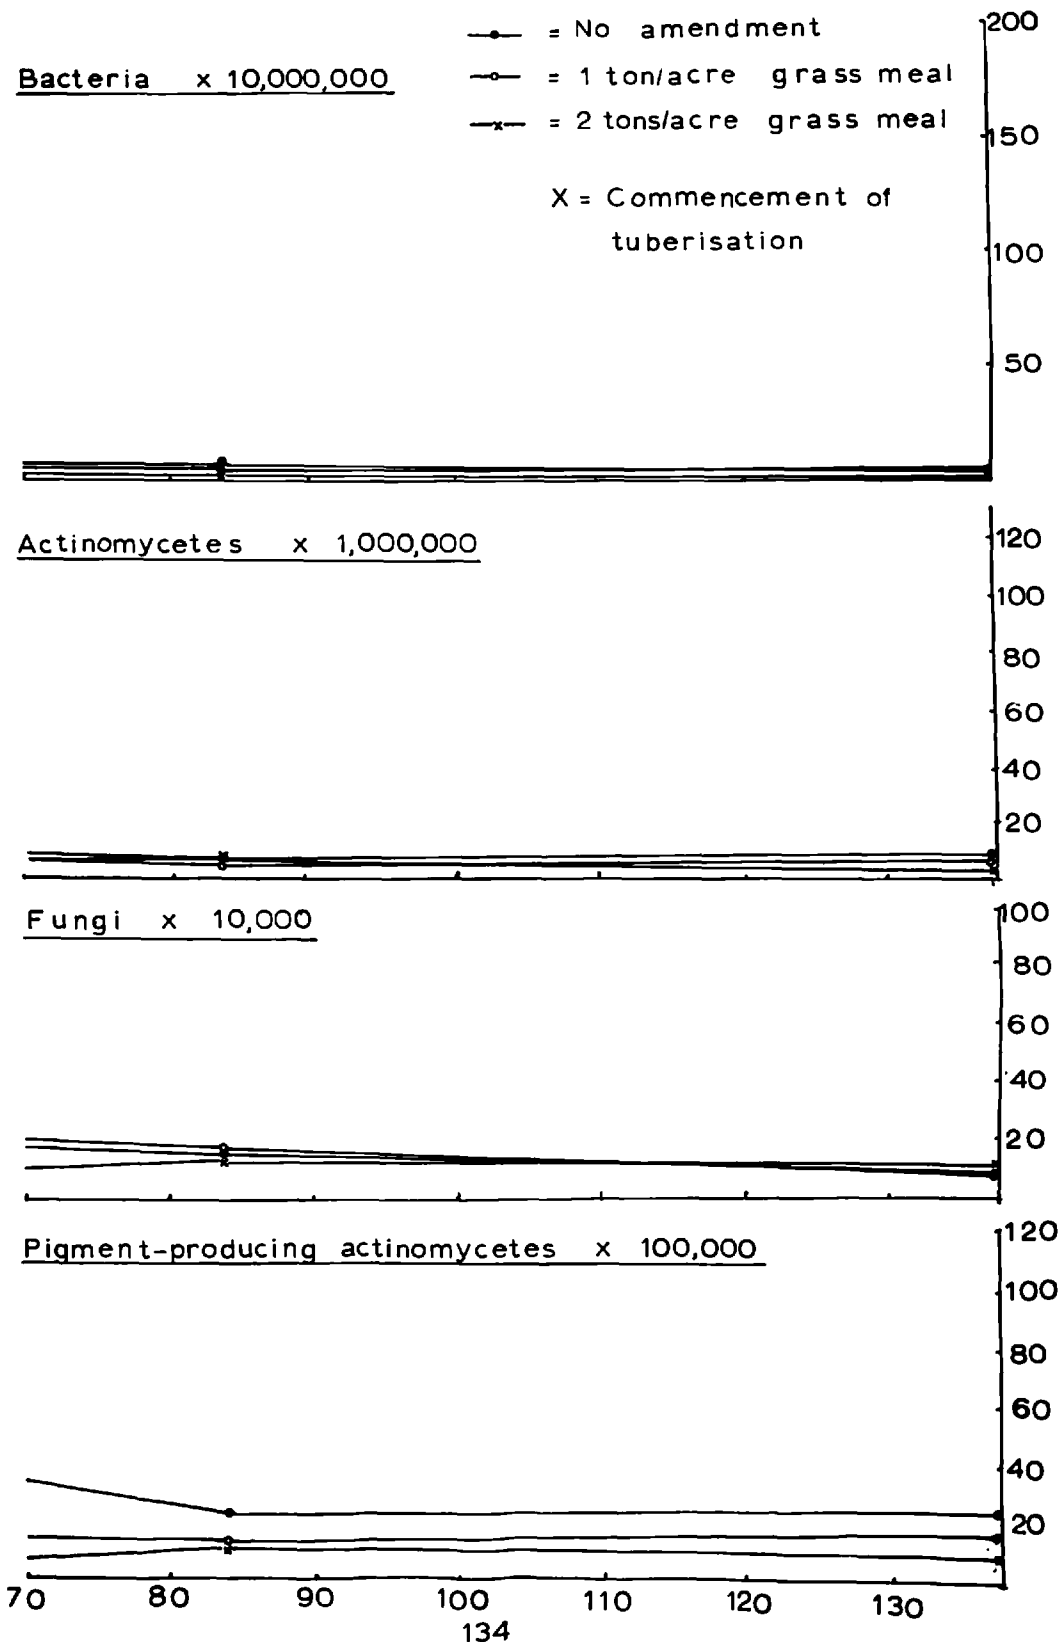 = No amendment
= 1 ton/acre grass meal
= 2 tons/acre grass meal
X = Commencement of
tuberisation
Bacteria x 10,000,000
200
150
100
50
Actinomycetes x 1,000,000
120
100
80
60
40
20
Fungi x 10,000
100
80
60
40
20
Pigment-producing actinomycetes x 100,000
120
100
80
60
40
20
70 80 90 100 110 120 130
134